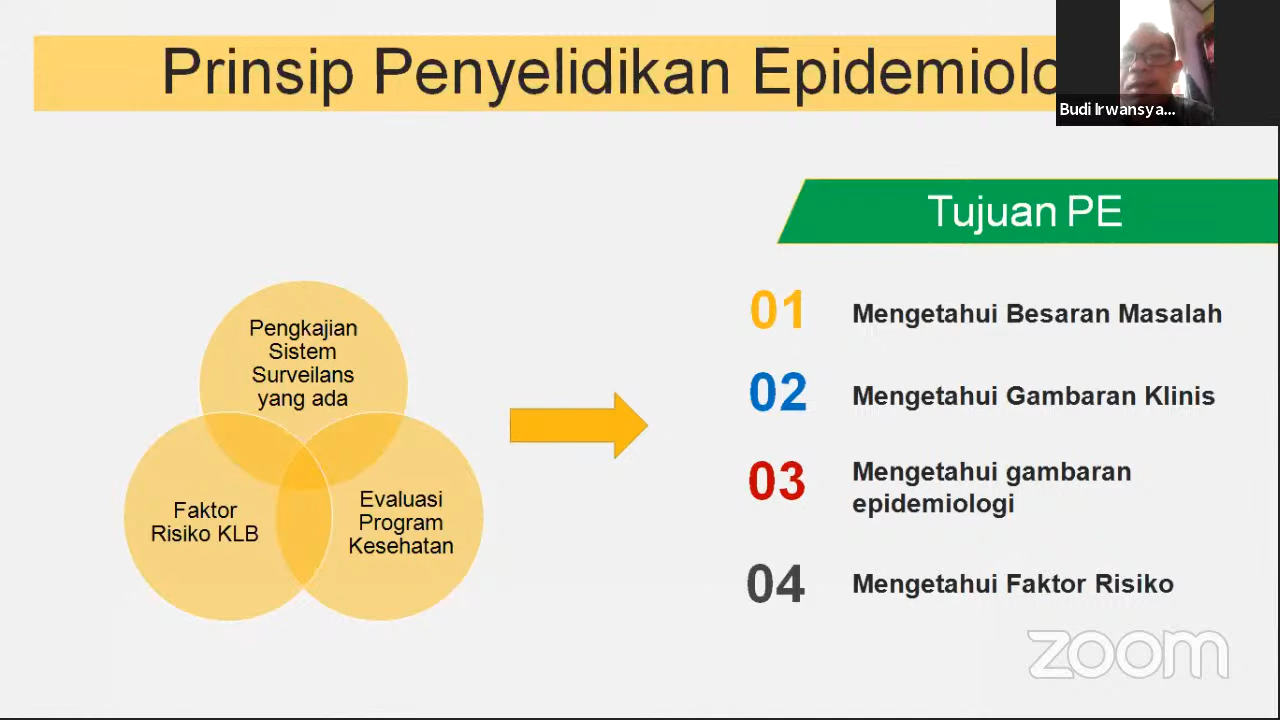 Prinsip Penyelidikan Epidemiolo
Budi Irwansya...
Tujuan PE
Pengkajian
Sistem
Surveilans
yang ada
Faktor
Risiko KLB
Evaluasi
Program
Kesehatan
01 Mengetahui Besaran Masalah
02 Mengetahui Gambaran Klinis
03 Mengetahui gambaran
epidemiologi
04 Mengetahui Faktor Risiko
zoom